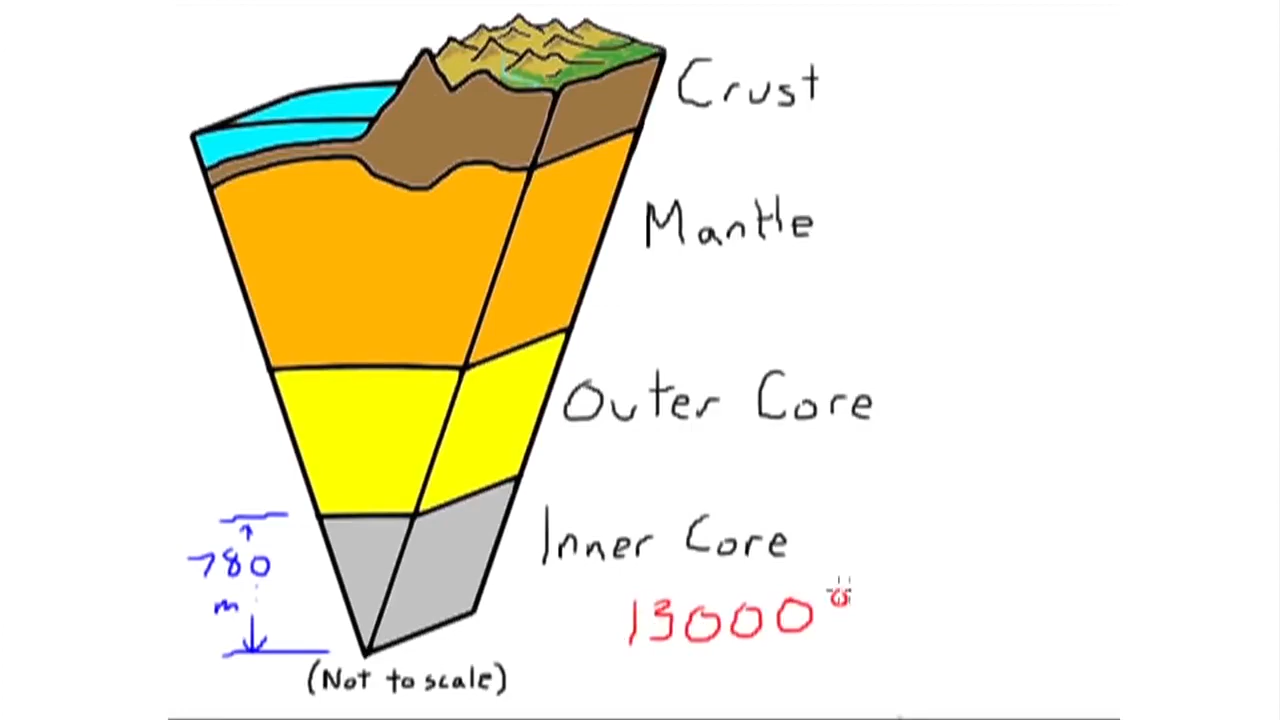 Crust
Mantle
Outer Core
780
m
Inner Core
13000°
(Not to scale)